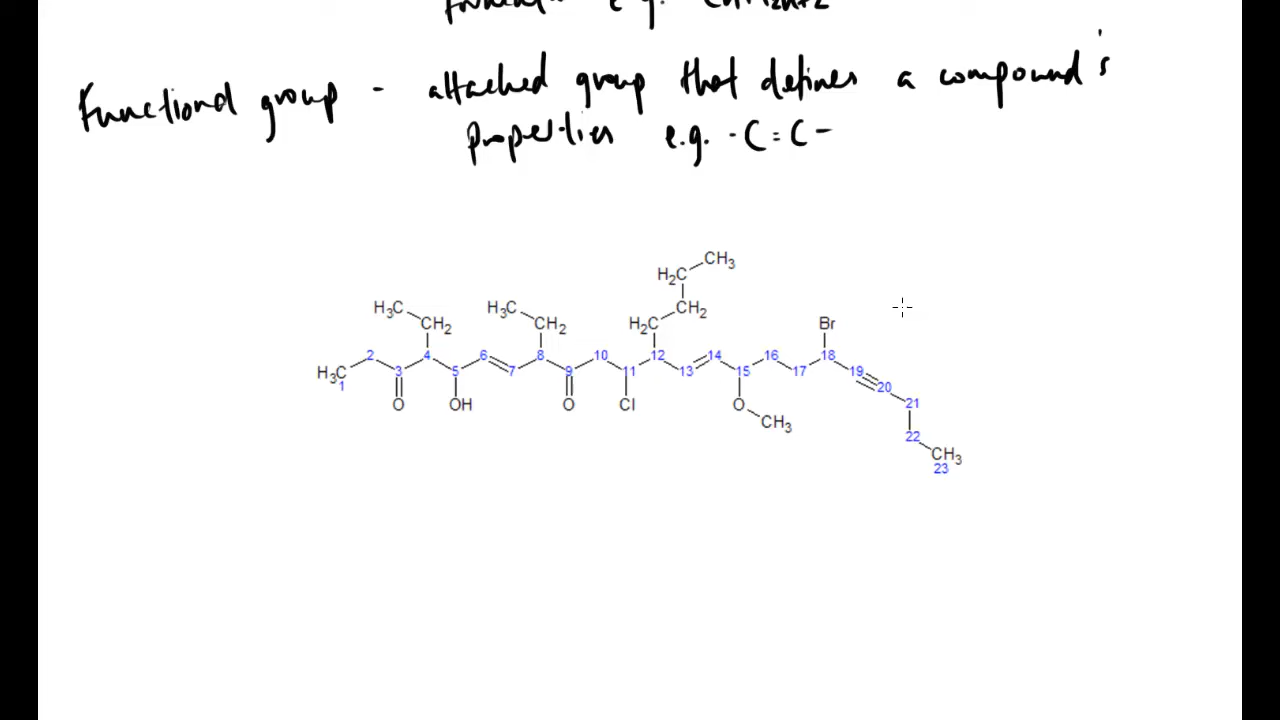 e.g.
Functional group - attached group that defines a compound's
properties e.g. -C=C-
CH3
H2C
H3C H3C CH2
CH2 CH2 H2C Br
2 4 6 8 10 12 14 16 18
H3C 3 5 7 9 11 13 15 17 19
1 20
O OH O Cl O 21
CH3
22
CH3
23